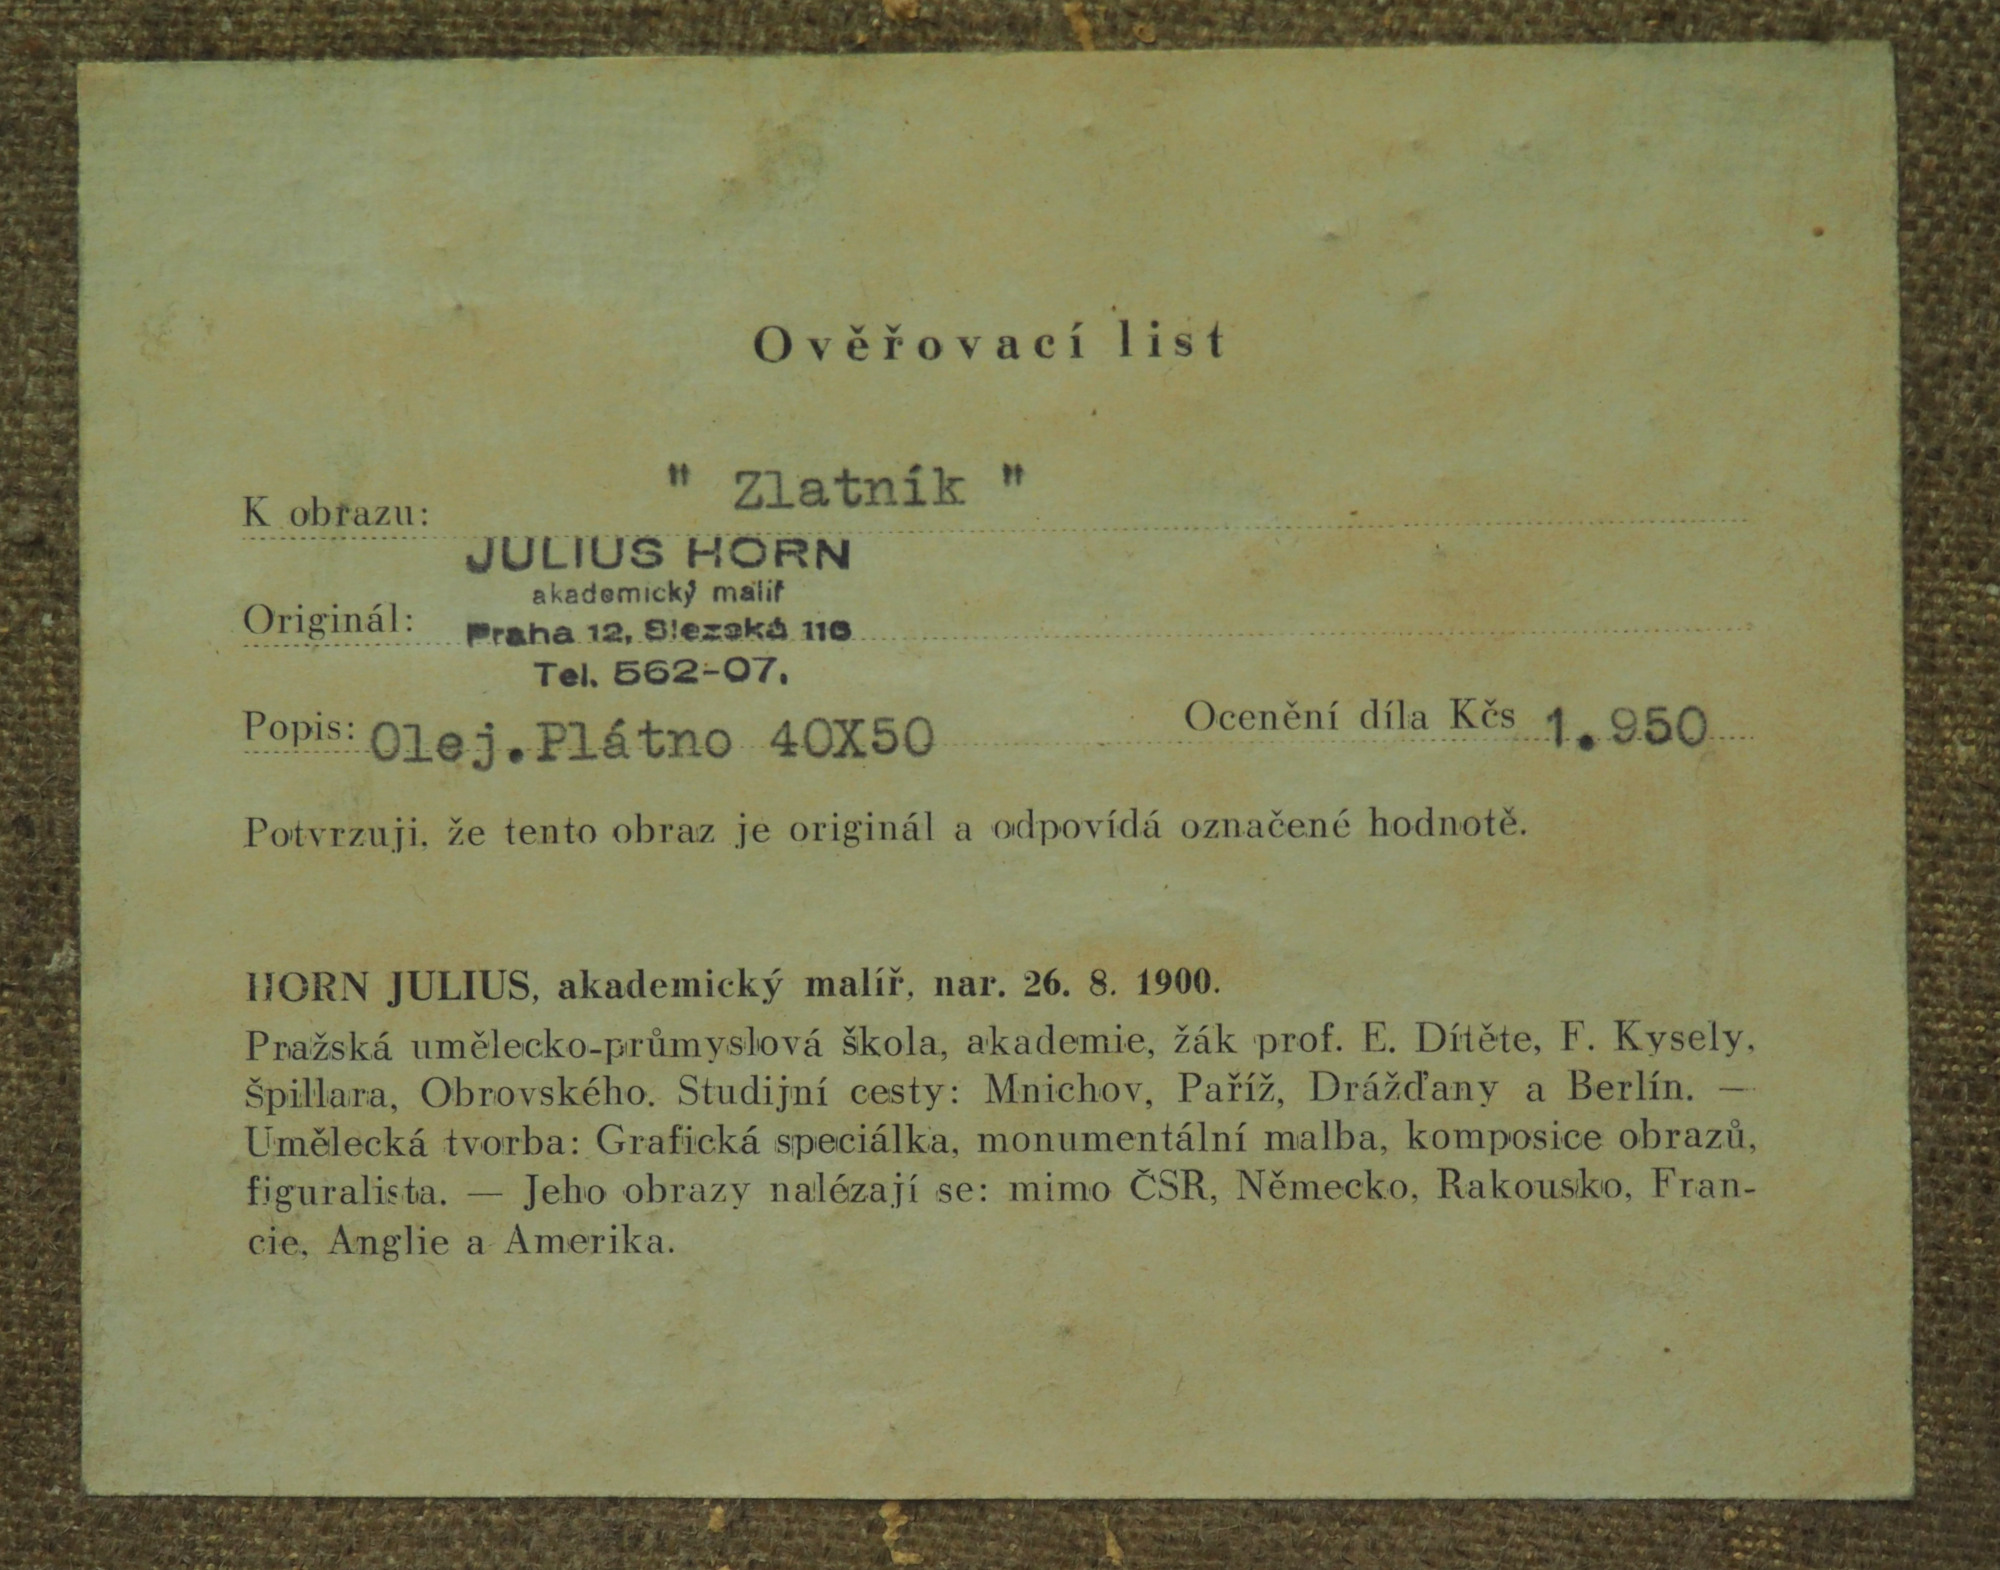 Ověřovací list
K obrazu: " Zlatník "
JULIUS HORN
akademický malíř
Originál: Praha 12, Slezská 116
Tel. 562-07.
Popis: Olej.Plátno 40X50 Ocenění díla Kčs 1.950
Potvrzuji, že tento obraz je originál a odpovídá označené hodnotě.
HORN JULIUS, akademický malíř, nar. 26. 8. 1900.
Pražská umělecko-průmyslová škola, akademie, žák prof. E. Dítěte, F. Kysely,
Špillara, Obrovského. Studijní cesty: Mnichov, Paříž, Drážďany a Berlín. —
Umělecká tvorba: Grafická speciálka, monumentální malba, komposice obrazů,
figuralista. — Jeho obrazy nalézají se: mimo ČSR, Německo, Rakousko, Fran-
cie, Anglie a Amerika.